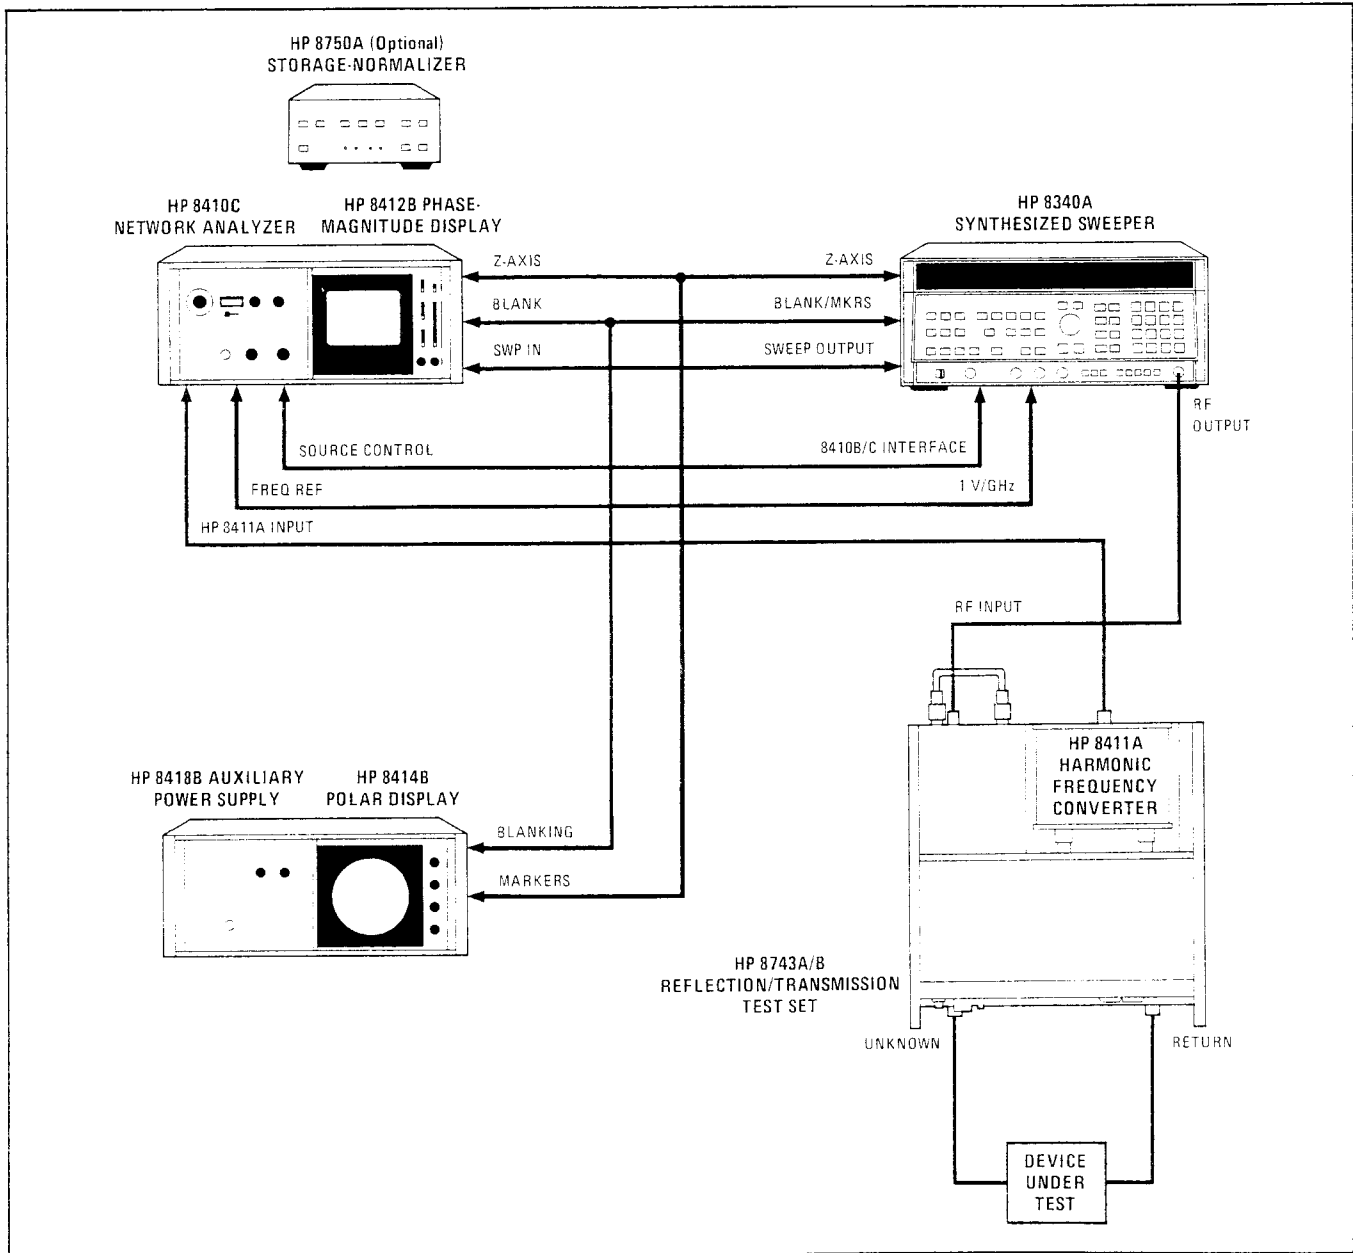 HP 8750A (Optional)
STORAGE-NORMALIZER
HP 8410C
NETWORK ANALYZER
HP 8412B PHASE-
MAGNITUDE DISPLAY
HP 8340A
SYNTHESIZED SWEEPER
Z-AXIS
Z-AXIS
BLANK
BLANK/MKRS
SWP IN
SWEEP OUTPUT
RF
OUTPUT
SOURCE CONTROL
8410B/C INTERFACE
FREQ REF
1 V/GHz
HP 8411A INPUT
RF INPUT
HP 8411A
HARMONIC
FREQUENCY
CONVERTER
HP 8418B AUXILIARY
POWER SUPPLY
HP 8414B
POLAR DISPLAY
BLANKING
MARKERS
HP 8743A/B
REFLECTION/TRANSMISSION
TEST SET
UNKNOWN
RETURN
DEVICE
UNDER
TEST